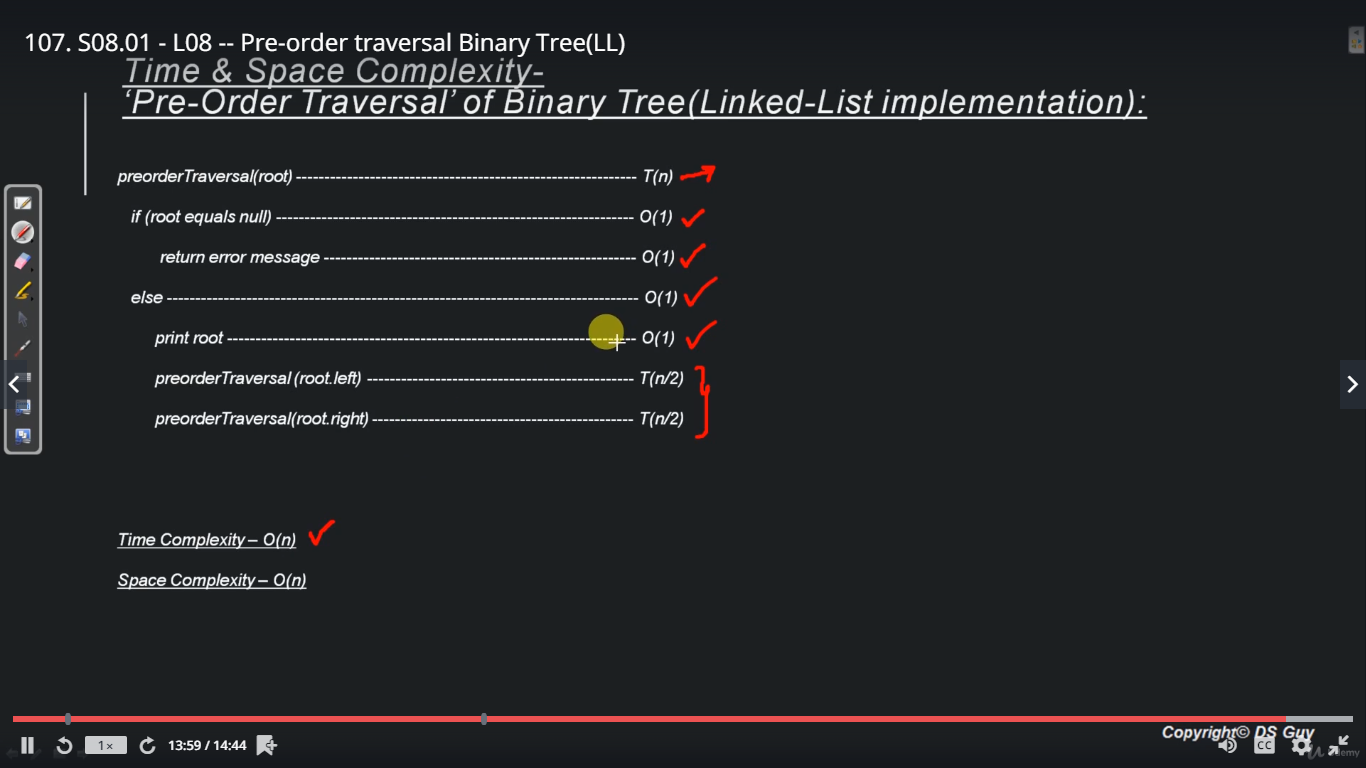 107. S08.01 - L08 -- Pre-order traversal Binary Tree(LL)
Time & Space Complexity-
‘Pre-Order Traversal’ of Binary Tree(Linked-List implementation):
preorderTraversal(root) ---------------------------------------------------------------- T(n)
if (root equals null) ------------------------------------------------------------------- O(1)
return error message ----------------------------------------------------------- O(1)
else ---------------------------------------------------------------------------------------- O(1)
print root ----------------------------------------------------------------------------- O(1)
preorderTraversal (root.left) -------------------------------------------------- T(n/2)
preorderTraversal(root.right) ------------------------------------------------- T(n/2)
Time Complexity – O(n)
Space Complexity – O(n)
Copyright© DS Guy
1x
13:59 / 14:44
CC